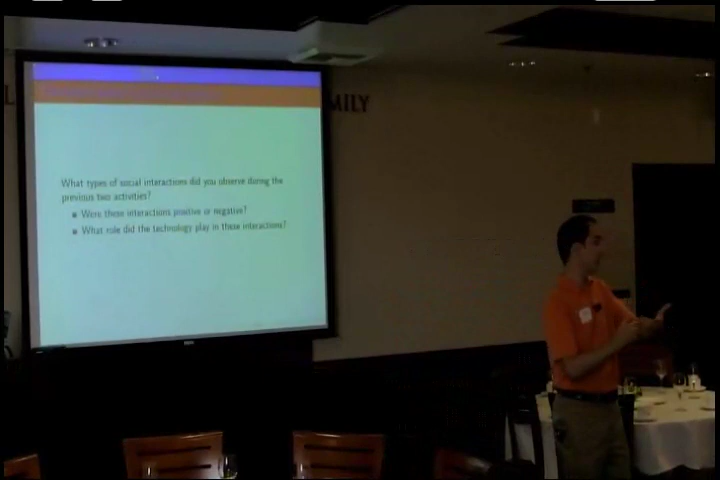 MILY
What types of social interactions did you observe during the
previous two activities?
Were these interactions positive or negative?
What role did the technology play in these interactions?